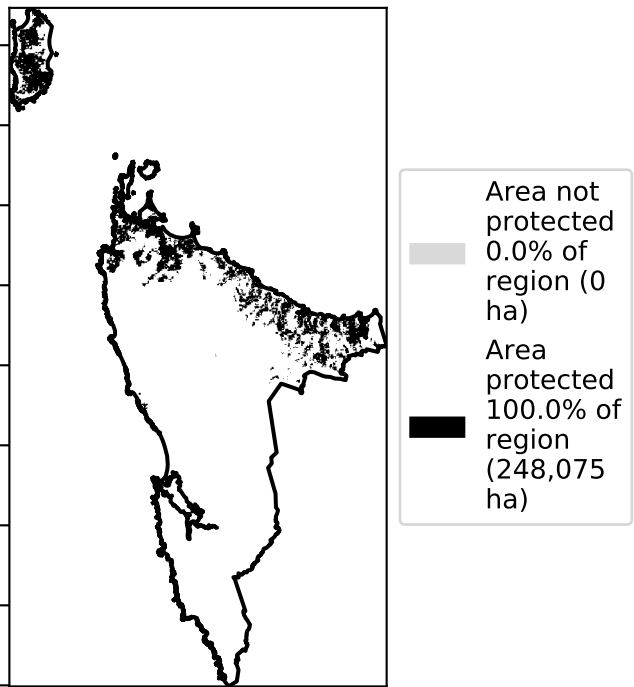 Area not
protected
0.0% of
region (0
ha)
Area
protected
100.0% of
region
(248,075
ha)